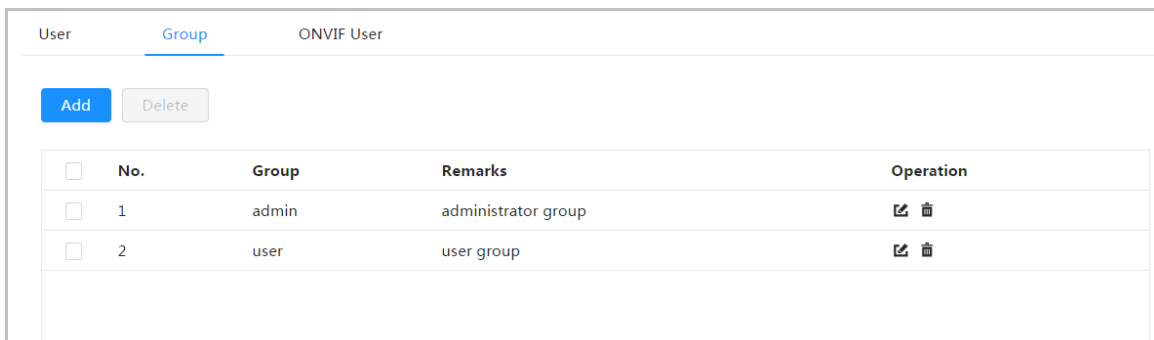 User Group ONVIF User
Add Delete
No. Group Remarks Operation
1 admin administrator group
2 user user group